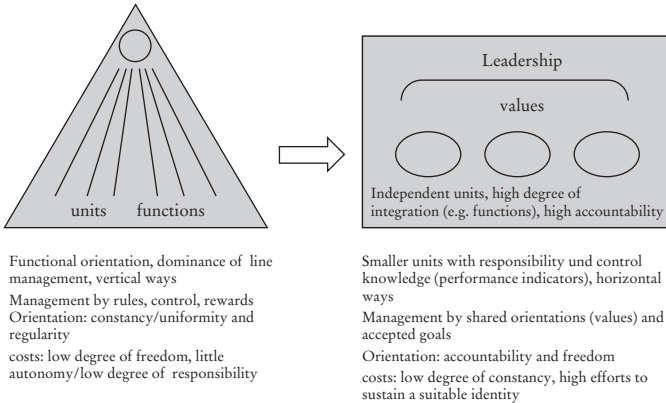 units functions
Leadership
values
Independent units, high degree of
integration (e.g. functions), high accountability
Functional orientation, dominance of line
management, vertical ways
Management by rules, control, rewards
Orientation: constancy/uniformity and
regularity
costs: low degree of freedom, little
autonomy/low degree of responsibility
Smaller units with responsibility und control
knowledge (performance indicators), horizontal
ways
Management by shared orientations (values) and
accepted goals
Orientation: accountability and freedom
costs: low degree of constancy, high efforts to
sustain a suitable identity